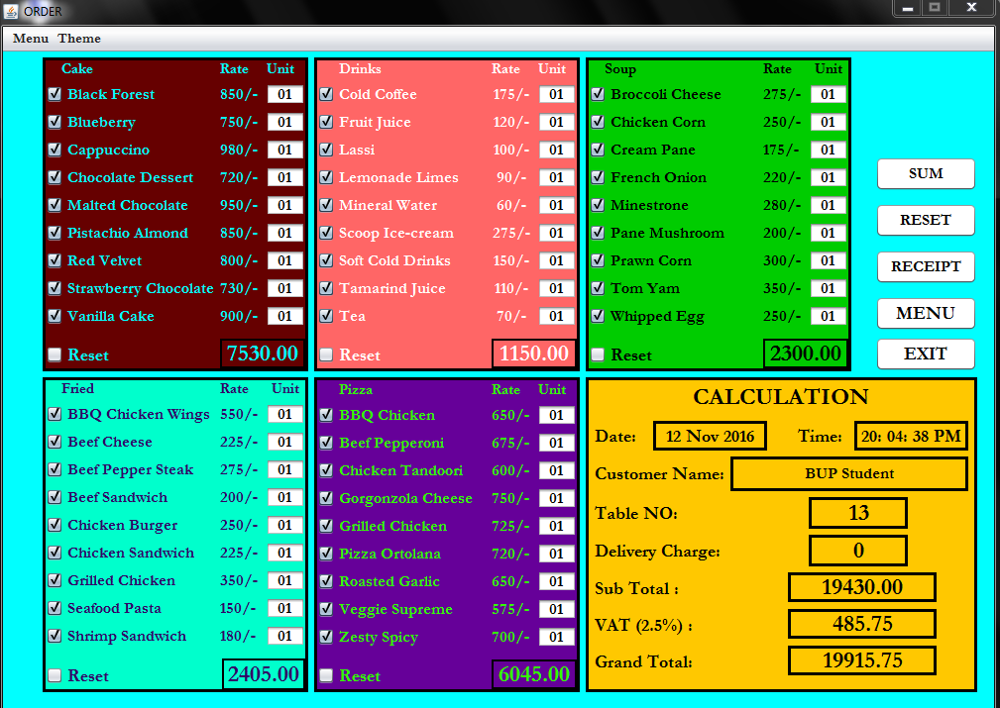 ORDER
Menu Theme
Cake Rate Unit
Black Forest 850/- 01
Blueberry 750/- 01
Cappuccino 980/- 01
Chocolate Dessert 720/- 01
Malted Chocolate 950/- 01
Pistachio Almond 850/- 01
Red Velvet 800/- 01
Strawberry Chocolate 730/- 01
Vanilla Cake 900/- 01
Reset 7530.00
Drinks Rate Unit
Cold Coffee 175/- 01
Fruit Juice 120/- 01
Lassi 100/- 01
Lemonade Limes 90/- 01
Mineral Water 60/- 01
Scoop Ice-cream 275/- 01
Soft Cold Drinks 150/- 01
Tamarind Juice 110/- 01
Tea 70/- 01
Reset 1150.00
Soup Rate Unit
Broccoli Cheese 275/- 01
Chicken Corn 250/- 01
Cream Pane 175/- 01
French Onion 220/- 01
Minestrone 280/- 01
Pane Mushroom 200/- 01
Prawn Corn 300/- 01
Tom Yam 350/- 01
Whipped Egg 250/- 01
Reset 2300.00
SUM
RESET
RECEIPT
MENU
EXIT
Fried Rate Unit
BBQ Chicken Wings 550/- 01
Beef Cheese 225/- 01
Beef Pepper Steak 275/- 01
Beef Sandwich 200/- 01
Chicken Burger 250/- 01
Chicken Sandwich 225/- 01
Grilled Chicken 350/- 01
Seafood Pasta 150/- 01
Shrimp Sandwich 180/- 01
Reset 2405.00
Pizza Rate Unit
BBQ Chicken 650/- 01
Beef Pepperoni 675/- 01
Chicken Tandoori 600/- 01
Gorgonzola Cheese 750/- 01
Grilled Chicken 725/- 01
Pizza Ortolana 720/- 01
Roasted Garlic 650/- 01
Veggie Supreme 575/- 01
Zesty Spicy 700/- 01
Reset 6045.00
CALCULATION
Date: 12 Nov 2016 Time: 20: 04: 38 PM
Customer Name: BUP Student
Table NO: 13
Delivery Charge: 0
Sub Total : 19430.00
VAT (2.5%) : 485.75
Grand Total: 19915.75